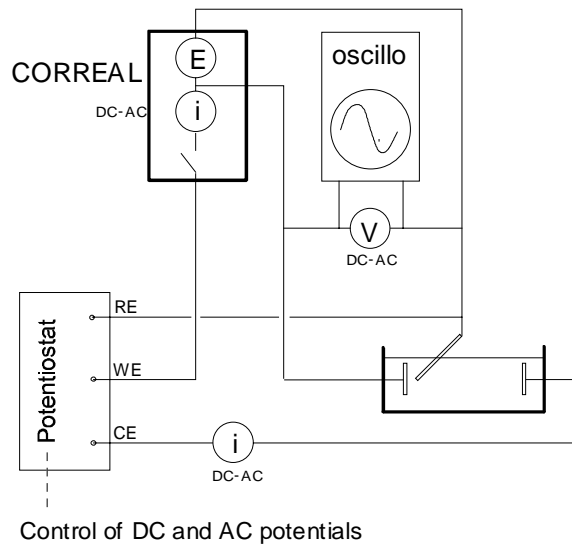 E
oscillo
CORREAL
DC-AC
i
V
DC-AC
RE
WE
Potentiostat
CE
i
DC-AC
Control of DC and AC potentials